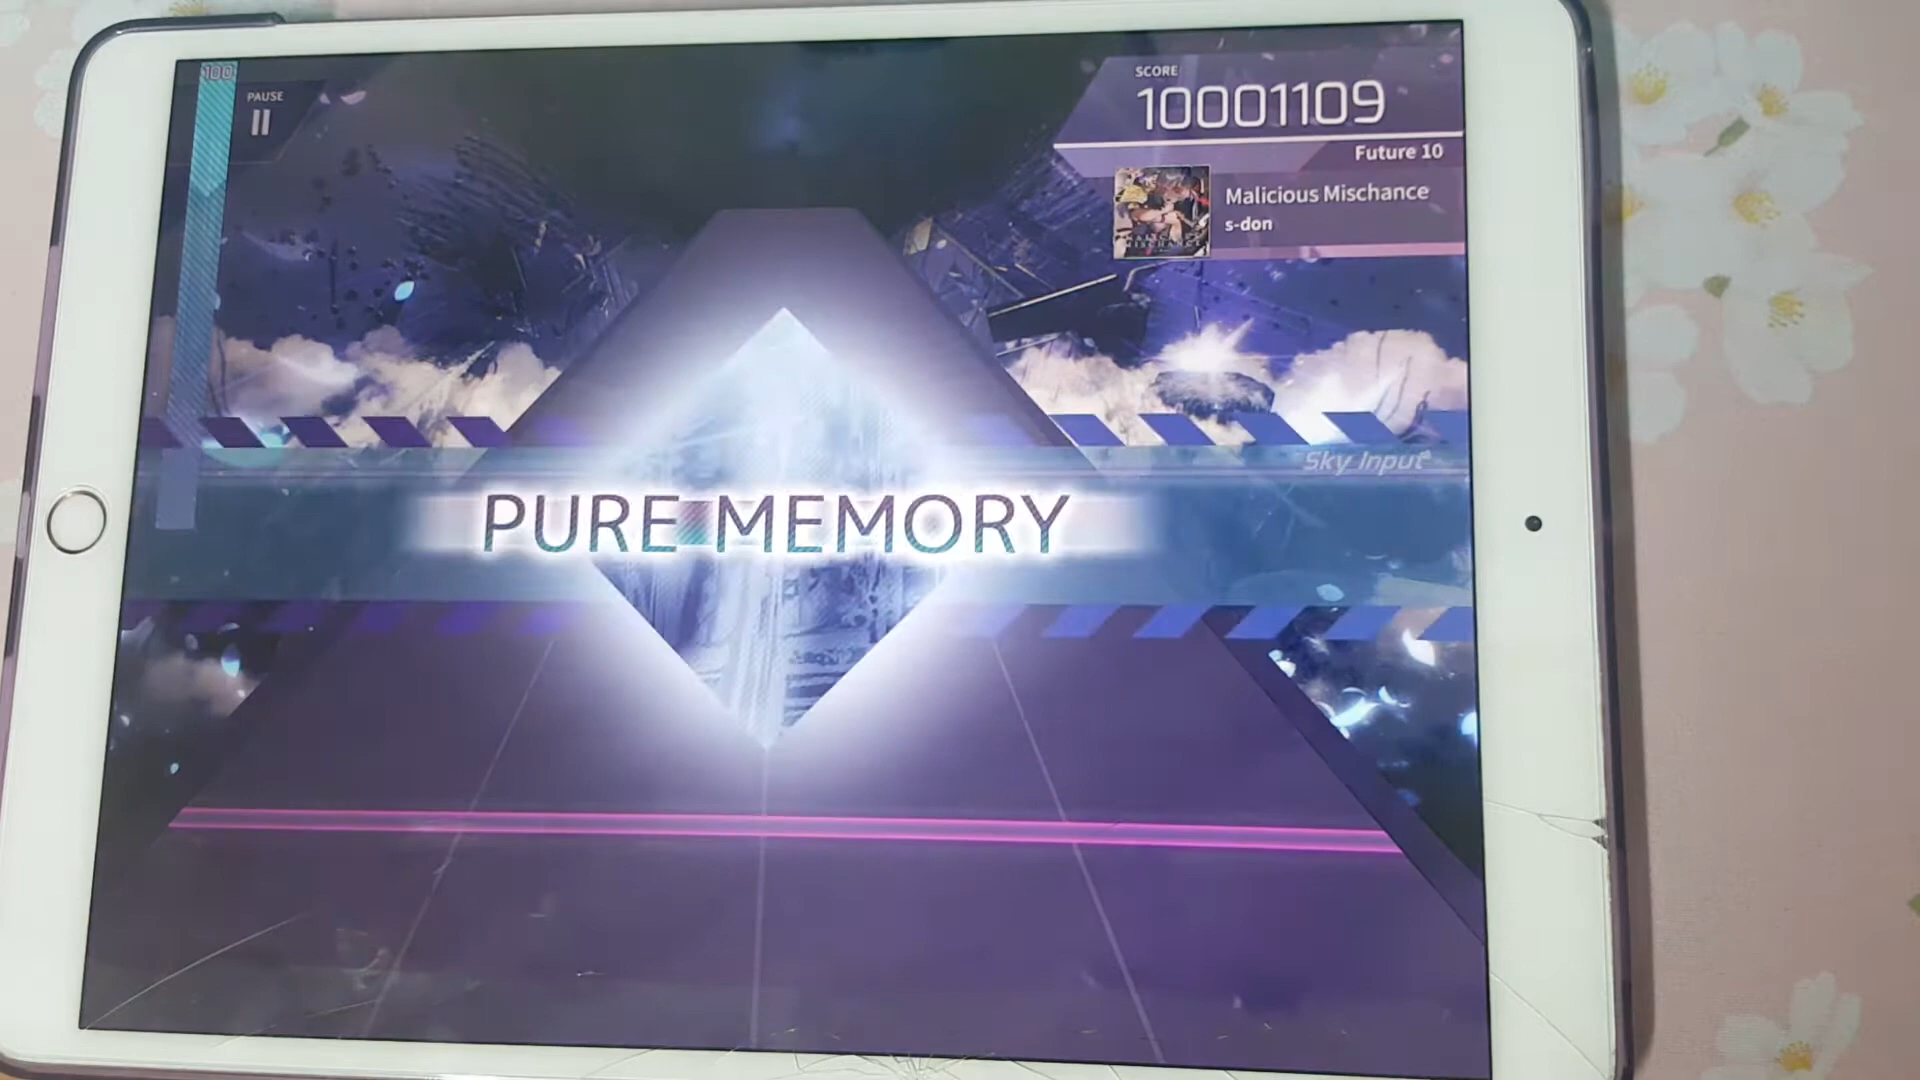 100
PAUSE
SCORE
10001109
Future 10
Malicious Mischance
s-don
Sky Input
PURE MEMORY